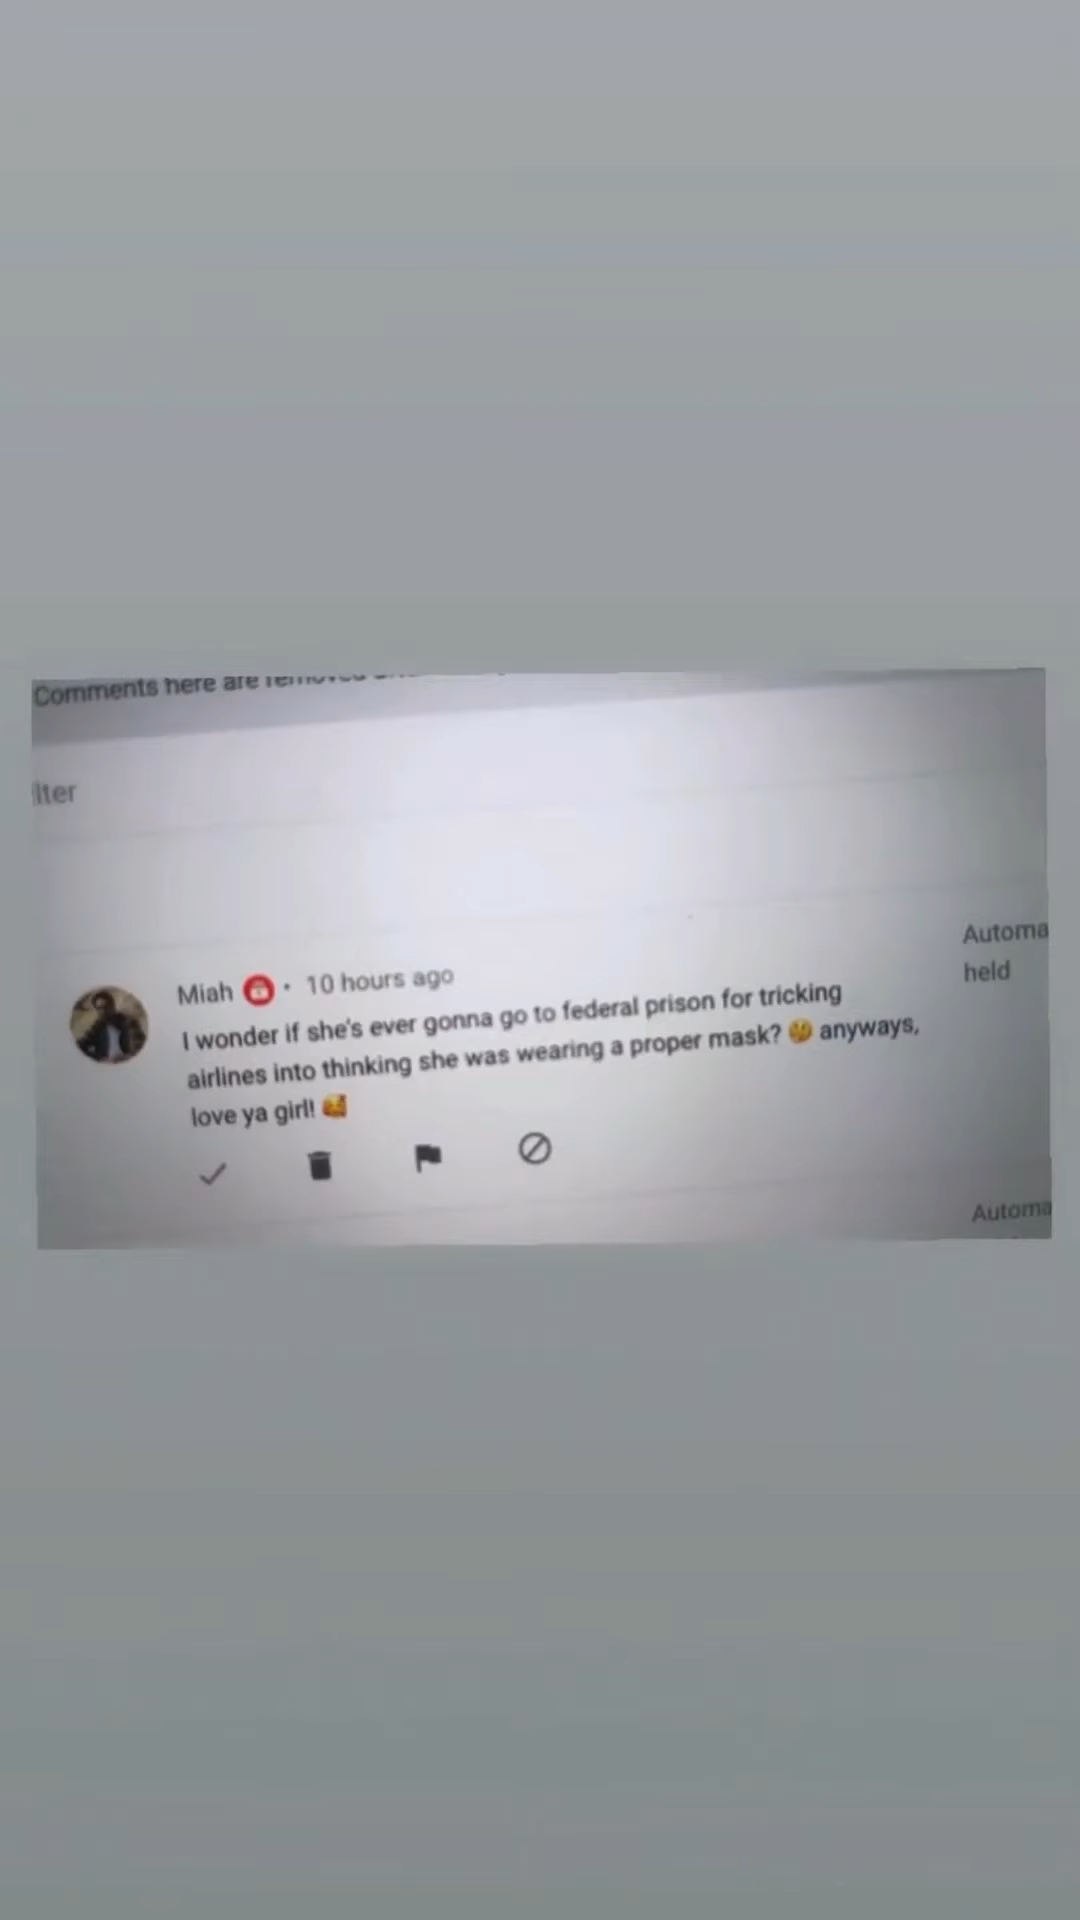 Comments here are removed
lter
Automa
held
Miah • 10 hours ago
I wonder if she's ever gonna go to federal prison for tricking
airlines into thinking she was wearing a proper mask? 🤔 anyways,
love ya girl! 🥰
Automa